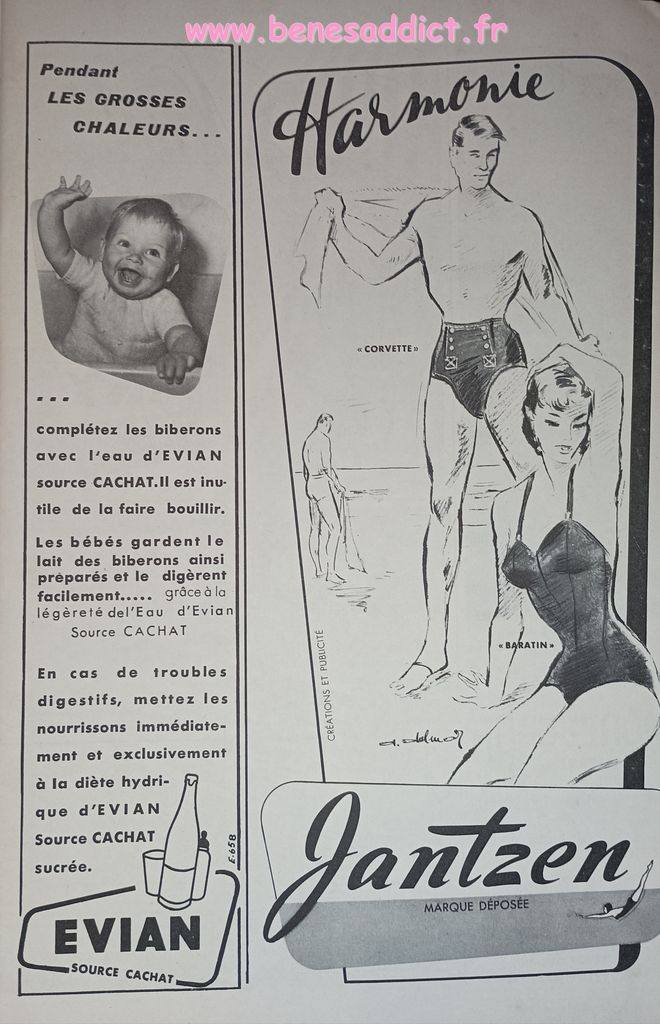 www.benesaddict.fr
Pendant
LES GROSSES
CHALEURS...
...
complétez les biberons
avec l'eau d'EVIAN
source CACHAT. Il est inu-
tile de la faire bouillir.
Les bébés gardent le
lait des biberons ainsi
préparés et le digèrent
facilement..... grâce à la
légèreté de l'Eau d'Evian
Source CACHAT
En cas de troubles
digestifs, mettez les
nourrissons immédiate-
ment et exclusivement
à la diète hydri-
que d'EVIAN
Source CACHAT
sucrée.
E-658
EVIAN
SOURCE CACHAT
Harmonie
« CORVETTE »
« BARATIN »
CRÉATIONS ET PUBLICITÉ
Jantzen
MARQUE DÉPOSÉE